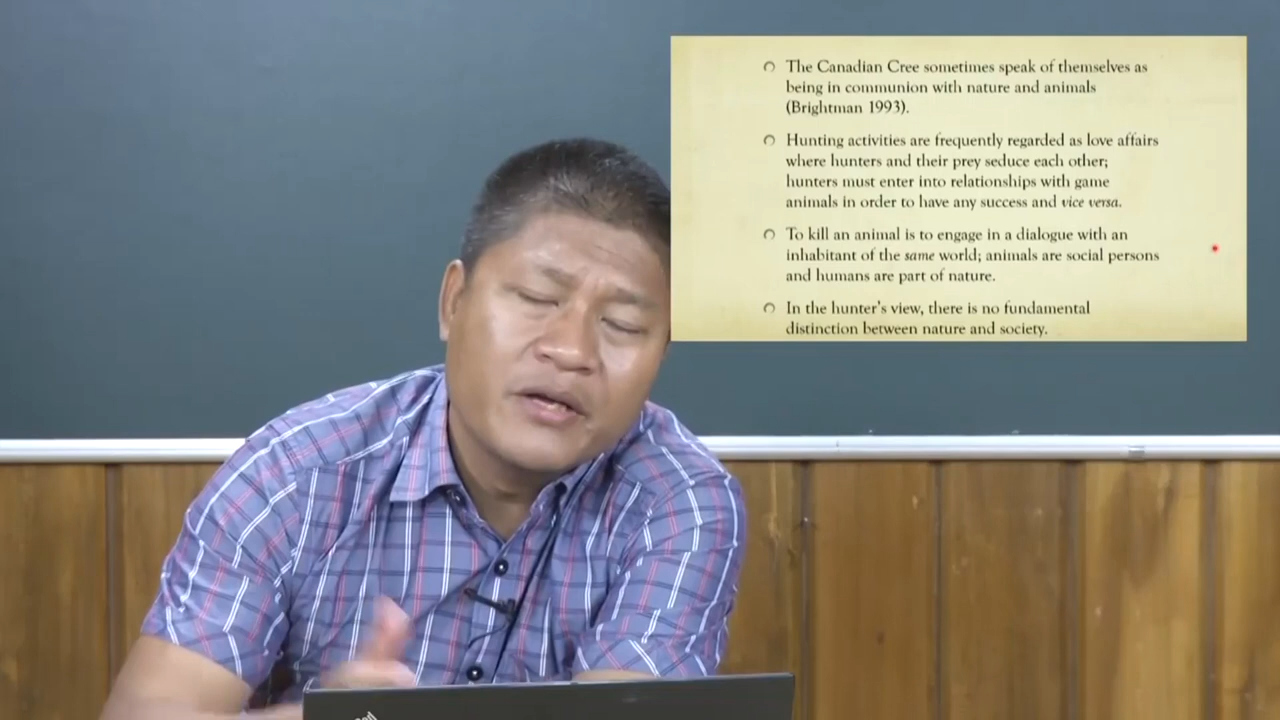 The Canadian Cree sometimes speak of themselves as
being in communion with nature and animals
(Brightman 1993).
Hunting activities are frequently regarded as love affairs
where hunters and their prey seduce each other;
hunters must enter into relationships with game
animals in order to have any success and vice versa.
To kill an animal is to engage in a dialogue with an
inhabitant of the same world; animals are social persons
and humans are part of nature.
In the hunter's view, there is no fundamental
distinction between nature and society.